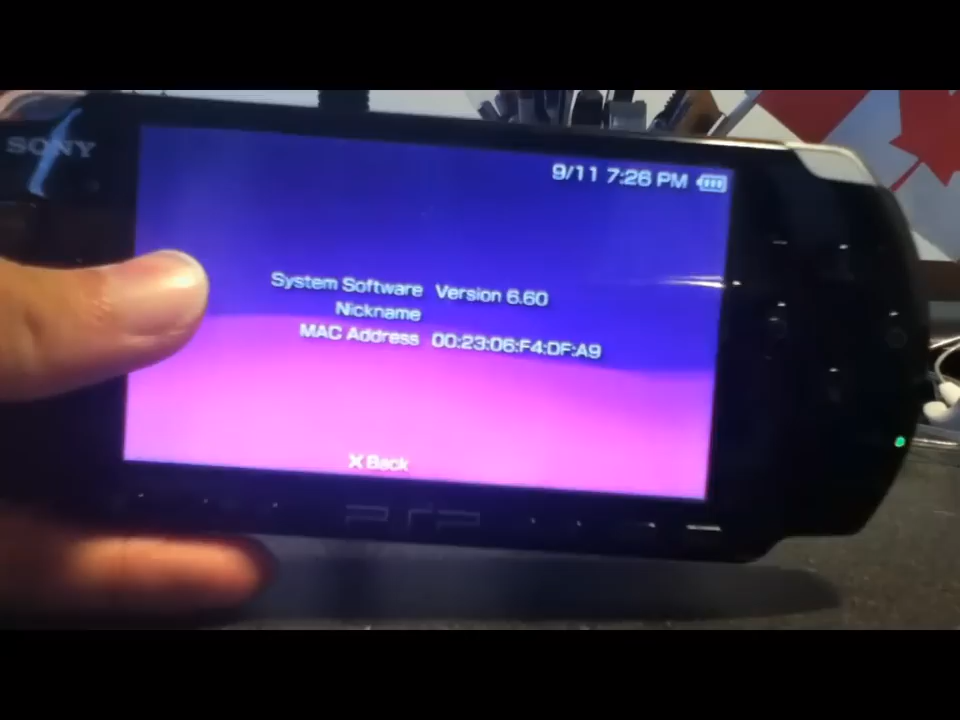 SONY
9/11 7:26 PM
System Software Version 6.60
Nickname
MAC Address 00:23:06:F4:DF:A9
X Back
PSP